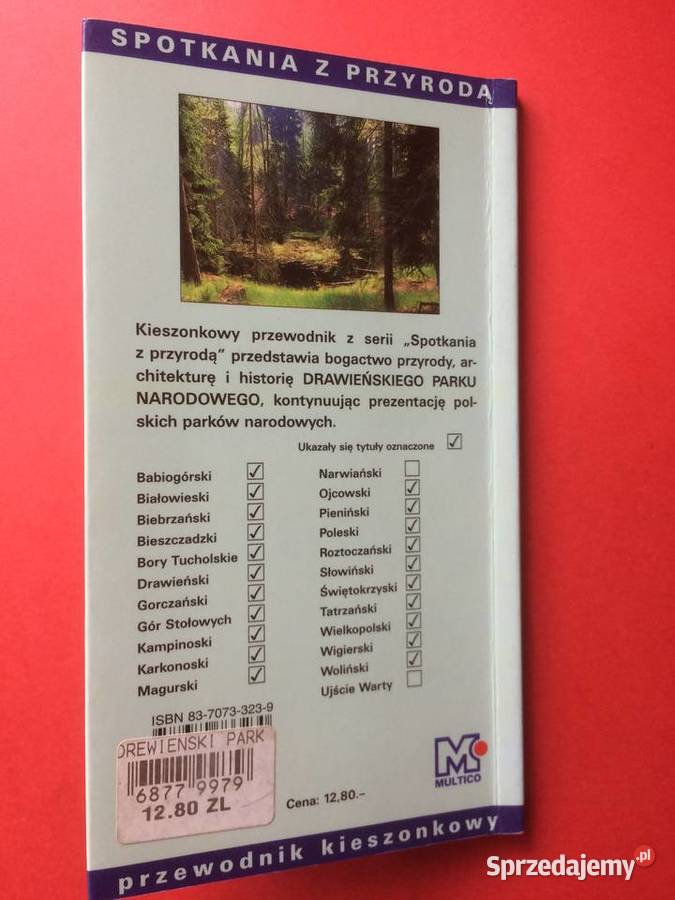 SPOTKANIA Z PRZYRODĄ
Kieszonkowy przewodnik z serii „Spotkania
z przyrodą” przedstawia bogactwo przyrody, ar-
chitekturę i historię DRAWIEŃSKIEGO PARKU
NARODOWEGO, kontynuując prezentację pol-
skich parków narodowych.
Ukazały się tytuły oznaczone ✓
Babiogórski ✓
Białowieski ✓
Biebrzański ✓
Bieszczadzki ✓
Bory Tucholskie ✓
Drawieński ✓
Gorczański ✓
Gór Stołowych ✓
Kampinoski ✓
Karkonoski ✓
Magurski ✓
Narwiański
Ojcowski ✓
Pieniński ✓
Poleski ✓
Roztoczański ✓
Słowiński ✓
Świętokrzyski ✓
Tatrzański ✓
Wielkopolski ✓
Wigierski ✓
Woliński ✓
Ujście Warty
ISBN 83-7073-323-9
DREWIENSKI PARK
6877 9979
12.80 ZL
Cena: 12,80.-
M
MULTICO
przewodnik kieszonkowy
Sprzedajemy.pl